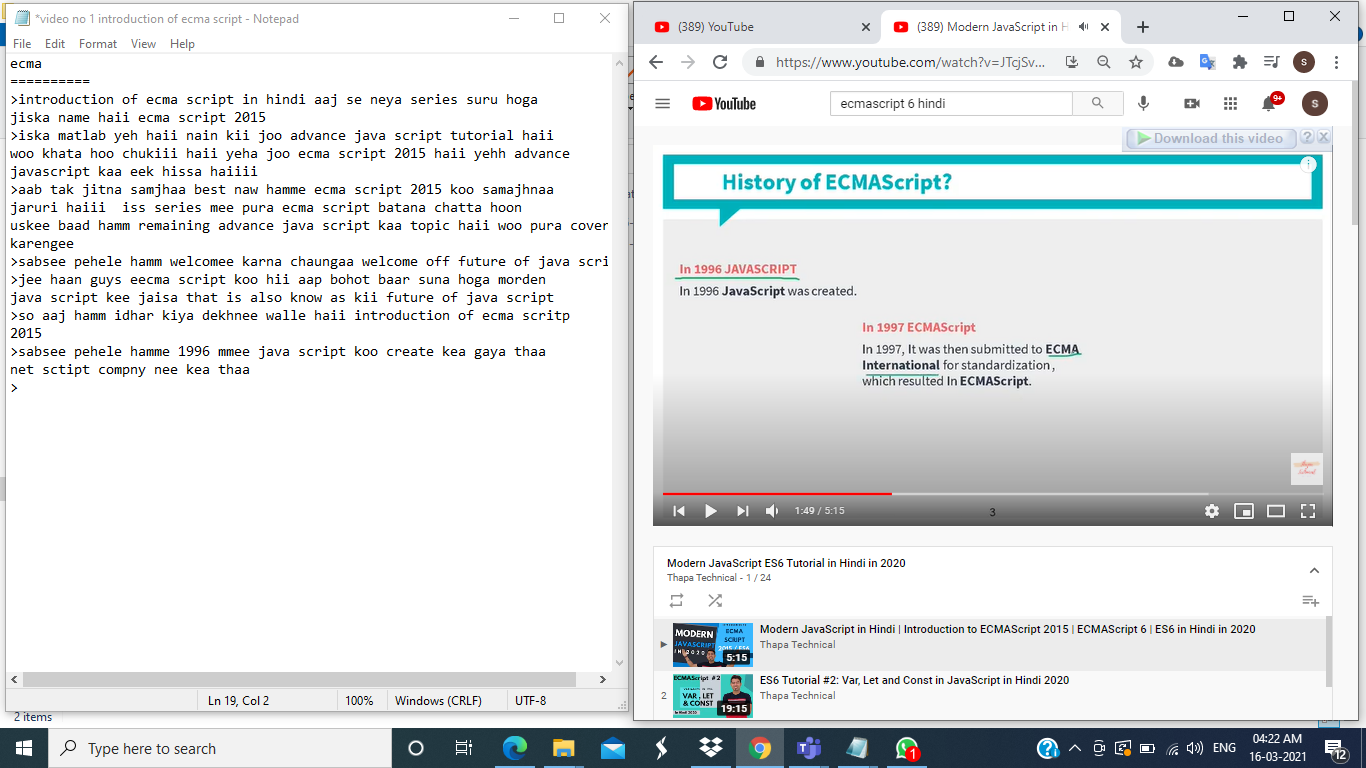 *video no 1 introduction of ecma script - Notepad
File Edit Format View Help
ecma
==========
>introduction of ecma script in hindi aaj se neya series suru hoga
jiska name haii ecma script 2015
>iska matlab yeh haii nain kii joo advance java script tutorial haii
woo khata hoo chukiii haii yeha joo ecma script 2015 haii yehh advance
javascript kaa eek hissa haiiii
>aab tak jitna samjhaa best naw hamme ecma script 2015 koo samajhnaa
jaruri haiii  iss series mee pura ecma script batana chatta hoon
uskee baad hamm remaining advance java script kaa topic haii woo pura cover
karengee
>sabsee pehele hamm welcomee karna chaungaa welcome off future of java scri
>jee haan guys eecma script koo hii aap bohot baar suna hoga morden
java script kee jaisa that is also know as kii future of java script
>so aaj hamm idhar kiya dekhnee walle haii introduction of ecma scritp
2015
>sabsee pehele hamme 1996 mmee java script koo create kea gaya thaa
net sctipt compny nee kea thaa
>
Ln 19, Col 2 100% Windows (CRLF) UTF-8
2 items
(389) YouTube
(389) Modern JavaScript in H
https://www.youtube.com/watch?v=JTcjSv...
S
YouTube
ecmascript 6 hindi
9+
S
Download this video ? X
History of ECMAScript?
i
In 1996 JAVASCRIPT
In 1996 JavaScript was created.
In 1997 ECMAScript
In 1997, It was then submitted to ECMA
International for standardization,
which resulted In ECMAScript.
1:49 / 5:15
3
Modern JavaScript ES6 Tutorial in Hindi in 2020
Thapa Technical - 1 / 24
MODERN
JAVASCRIPT
ECMA
SCRIPT
5:15
Modern JavaScript in Hindi | Introduction to ECMAScript 2015 | ECMAScript 6 | ES6 in Hindi in 2020
Thapa Technical
2
ECMAScript #2
VAR, LET
& CONST
19:15
ES6 Tutorial #2: Var, Let and Const in JavaScript in Hindi 2020
Thapa Technical
Type here to search
1
ENG
04:22 AM
16-03-2021
12